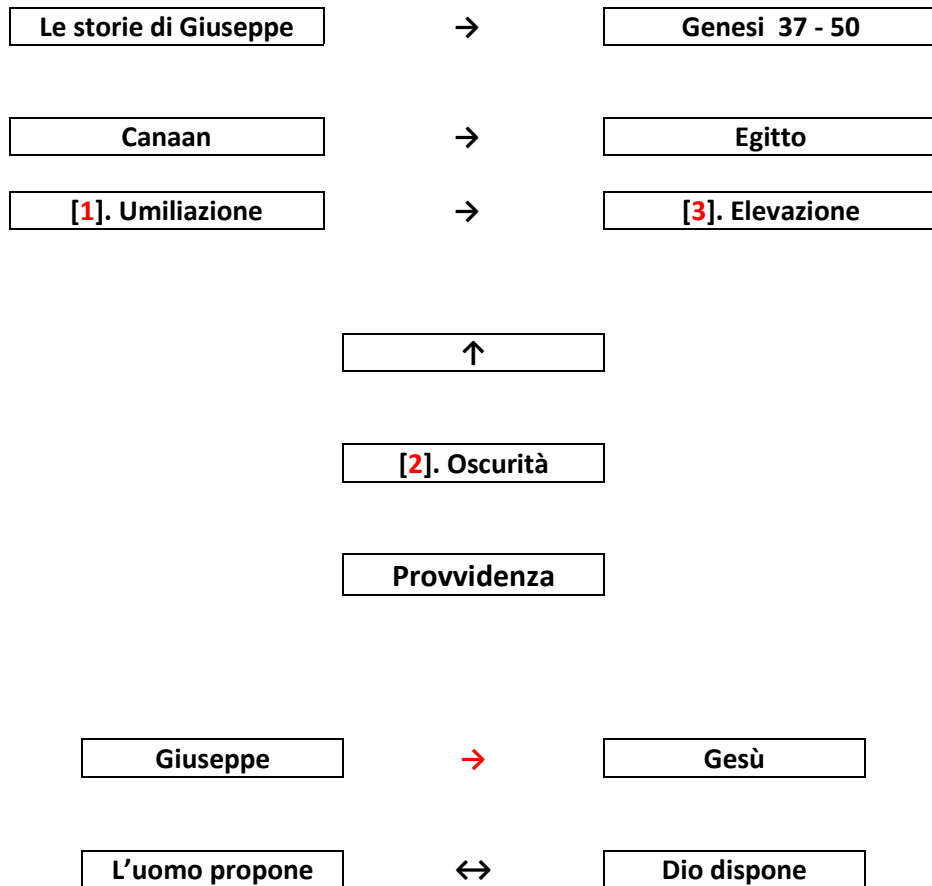 Le storie di Giuseppe → Genesi 37 - 50
Canaan → Egitto
[1]. Umiliazione → [3]. Elevazione
↑
[2]. Oscurità
Provvidenza
Giuseppe → Gesù
L’uomo propone ↔ Dio dispone